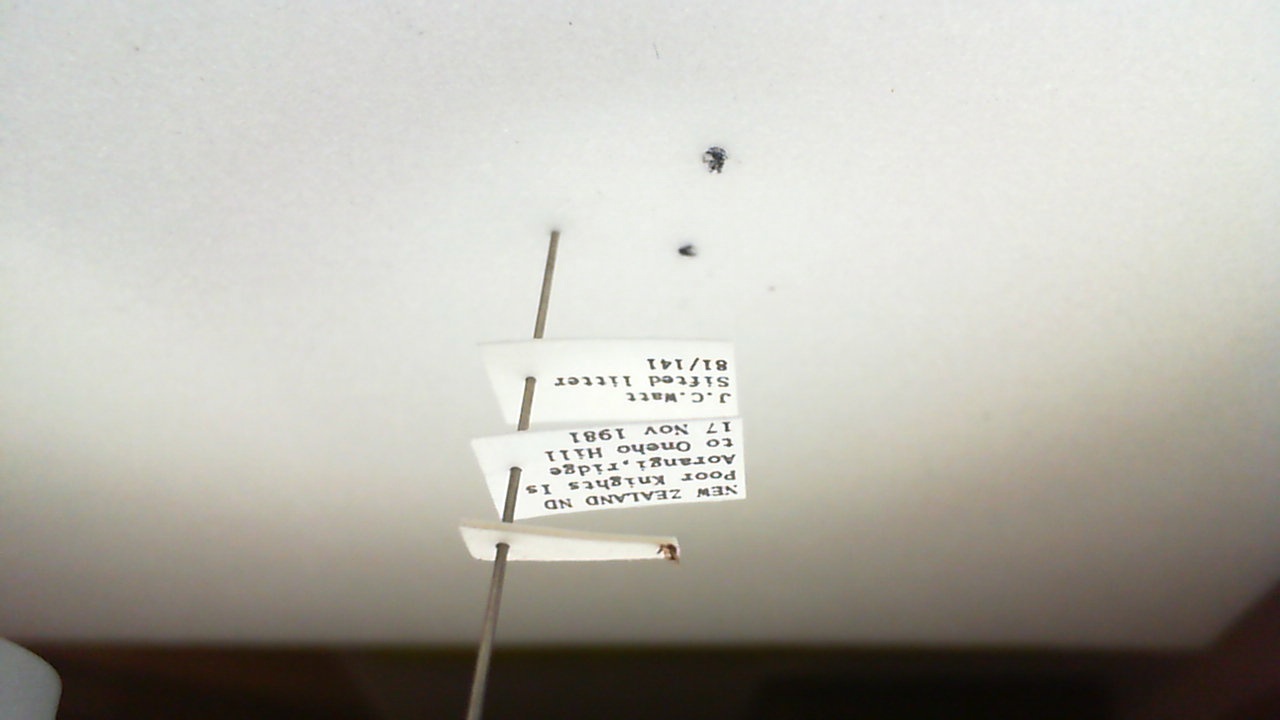 NEW ZEALAND ND
Poor Knights Is
Aorangi,ridge
to Oneho Hill
17 Nov 1981
J.C.Watt
Sifted litter
81/141